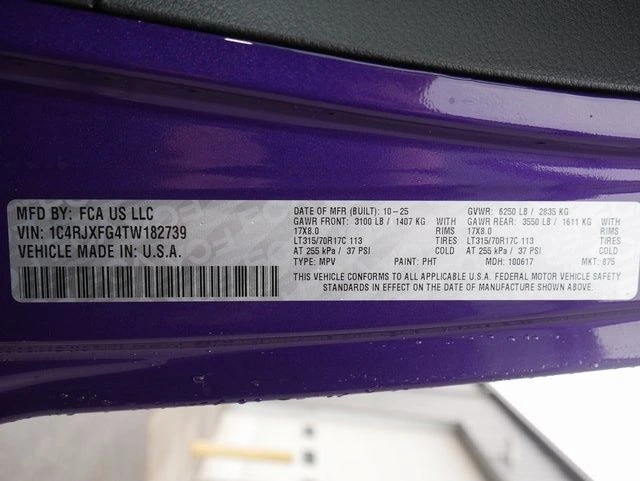 MFD BY: FCA US LLC
VIN: 1C4RJXFG4TW182739
VEHICLE MADE IN U.S.A.
DATE OF MFR (BUILT): 10-25 GVWR: 6250 LB / 2835 KG
GAWR FRONT: 3100 LB / 1407 KG WITH GAWR REAR: 3550 LB / 1611 KG WITH
17X8.0 RIMS 17X8.0 RIMS
LT315/70R17C 113 TIRES LT315/70R17C 113 TIRES
AT 255 kPa / 37 PSI COLD AT 255 kPa / 37 PSI COLD
TYPE: MPV PAINT: PHT MDH: 100617 MKT: 875
THIS VEHICLE CONFORMS TO ALL APPLICABLE U.S.A. FEDERAL MOTOR VEHICLE SAFETY
STANDARDS IN EFFECT ON THE DATE OF MANUFACTURE SHOWN ABOVE.